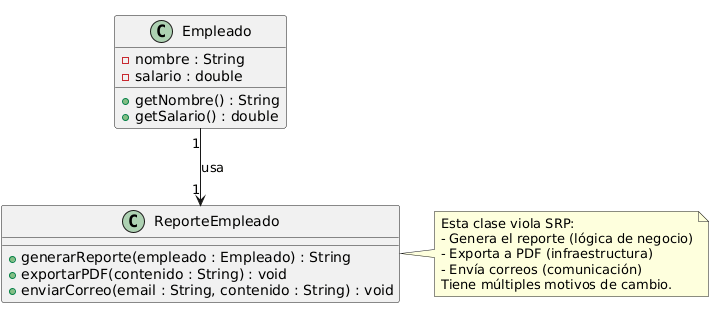 C Empleado
nombre : String
salario : double
getNombre() : String
getSalario() : double
1
usa
1
C ReporteEmpleado
generarReporte(empleado : Empleado) : String
exportarPDF(contenido : String) : void
enviarCorreo(email : String, contenido : String) : void
Esta clase viola SRP:
- Genera el reporte (lógica de negocio)
- Exporta a PDF (infraestructura)
- Envía correos (comunicación)
Tiene múltiples motivos de cambio.